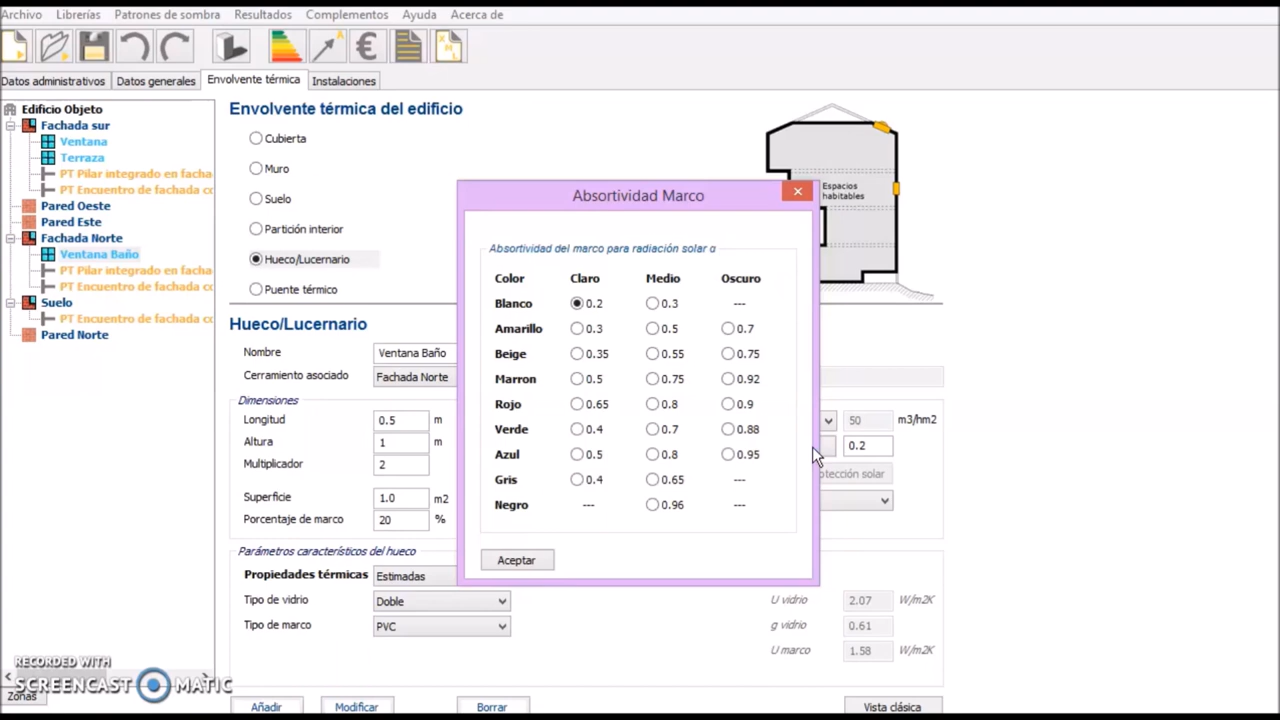 Archivo Librerías Patrones de sombra Resultados Complementos Ayuda Acerca de
Datos administrativos Datos generales Envolvente térmica Instalaciones
Edificio Objeto
Fachada sur
Ventana
Terraza
PT Pilar integrado en facha
PT Encuentro de fachada co
Pared Oeste
Pared Este
Fachada Norte
Ventana Baño
PT Pilar integrado en facha
PT Encuentro de fachada co
Suelo
PT Encuentro de fachada co
Pared Norte
Zonas
Envolvente térmica del edificio
Cubierta
Muro
Suelo
Partición interior
Hueco/Lucernario
Puente térmico
Espacios
habitables
Hueco/Lucernario
Nombre Ventana Baño
Cerramiento asociado Fachada Norte
Dimensiones
Longitud 0.5 m
Altura 1 m
Multiplicador 2
Superficie 1.0 m2
Porcentaje de marco 20 %
50 m3/hm2
0.2
otección solar
Parámetros característicos del hueco
Propiedades térmicas Estimadas
Tipo de vidrio Doble
Tipo de marco PVC
U vidrio 2.07 W/m2K
g vidrio 0.61
U marco 1.58 W/m2K
Añadir Modificar Borrar Vista clásica
Absortividad Marco
Absortividad del marco para radiación solar α
Color Claro Medio Oscuro
Blanco 0.2 0.3 ---
Amarillo 0.3 0.5 0.7
Beige 0.35 0.55 0.75
Marron 0.5 0.75 0.92
Rojo 0.65 0.8 0.9
Verde 0.4 0.7 0.88
Azul 0.5 0.8 0.95
Gris 0.4 0.65 ---
Negro --- 0.96 ---
Aceptar
RECORDED WITH
SCREENCAST MATIC